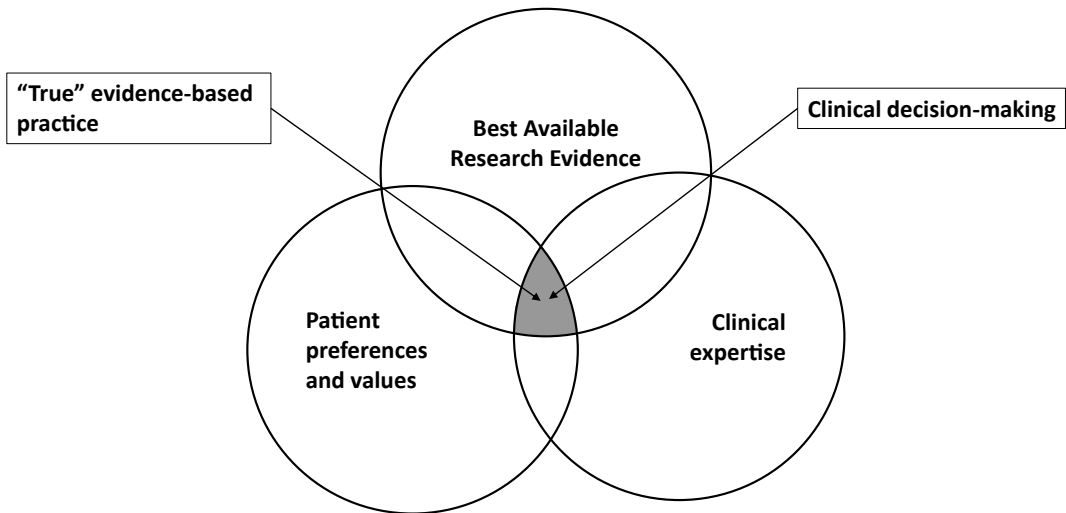 “True” evidence-based
practice
Clinical decision-making
Best Available
Research Evidence
Patient
preferences
and values
Clinical
expertise